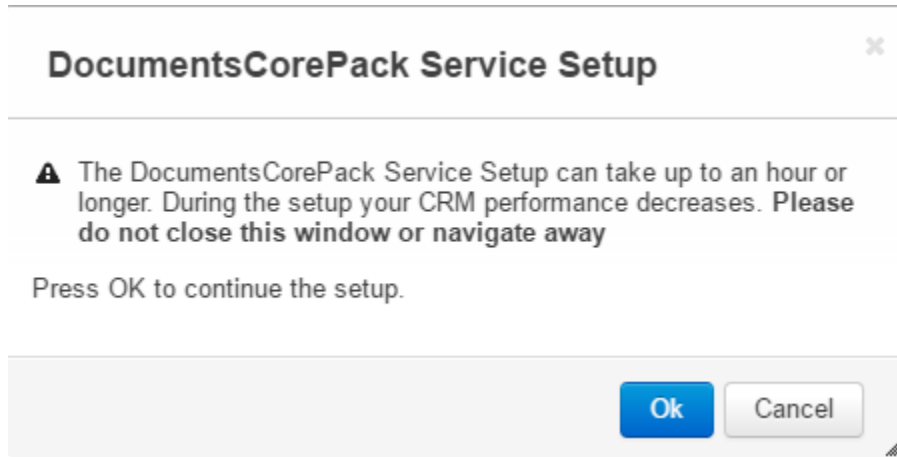 DocumentsCorePack Service Setup
The DocumentsCorePack Service Setup can take up to an hour or
longer. During the setup your CRM performance decreases. Please
do not close this window or navigate away
Press OK to continue the setup.
Ok Cancel